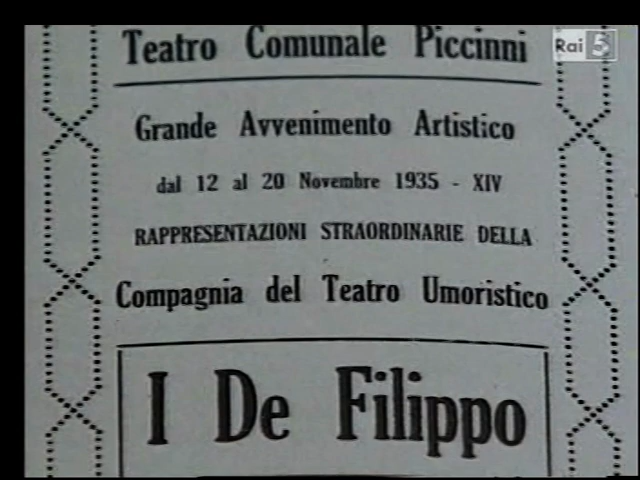 Teatro Comunale Piccinni
Rai 5
Grande Avvenimento Artistico
dal 12 al 20 Novembre 1935 - XIV
RAPPRESENTAZIONI STRAORDINARIE DELLA
Compagnia del Teatro Umoristico
I De Filippo